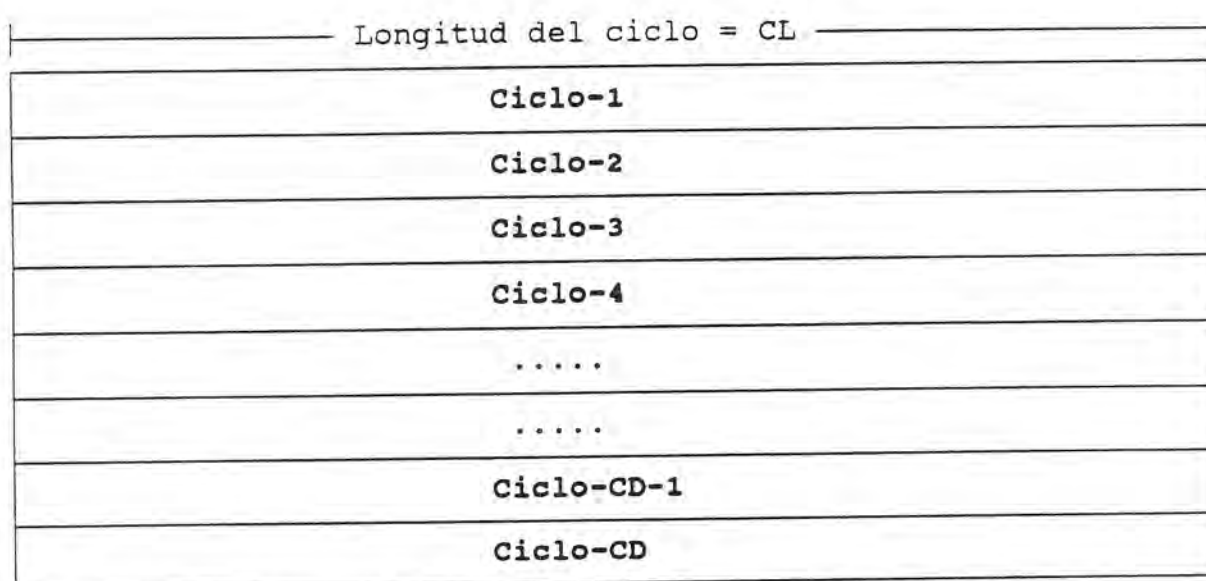 Longitud del ciclo = CL
Ciclo-1
Ciclo-2
Ciclo-3
Ciclo-4
.....
.....
Ciclo-CD-1
Ciclo-CD